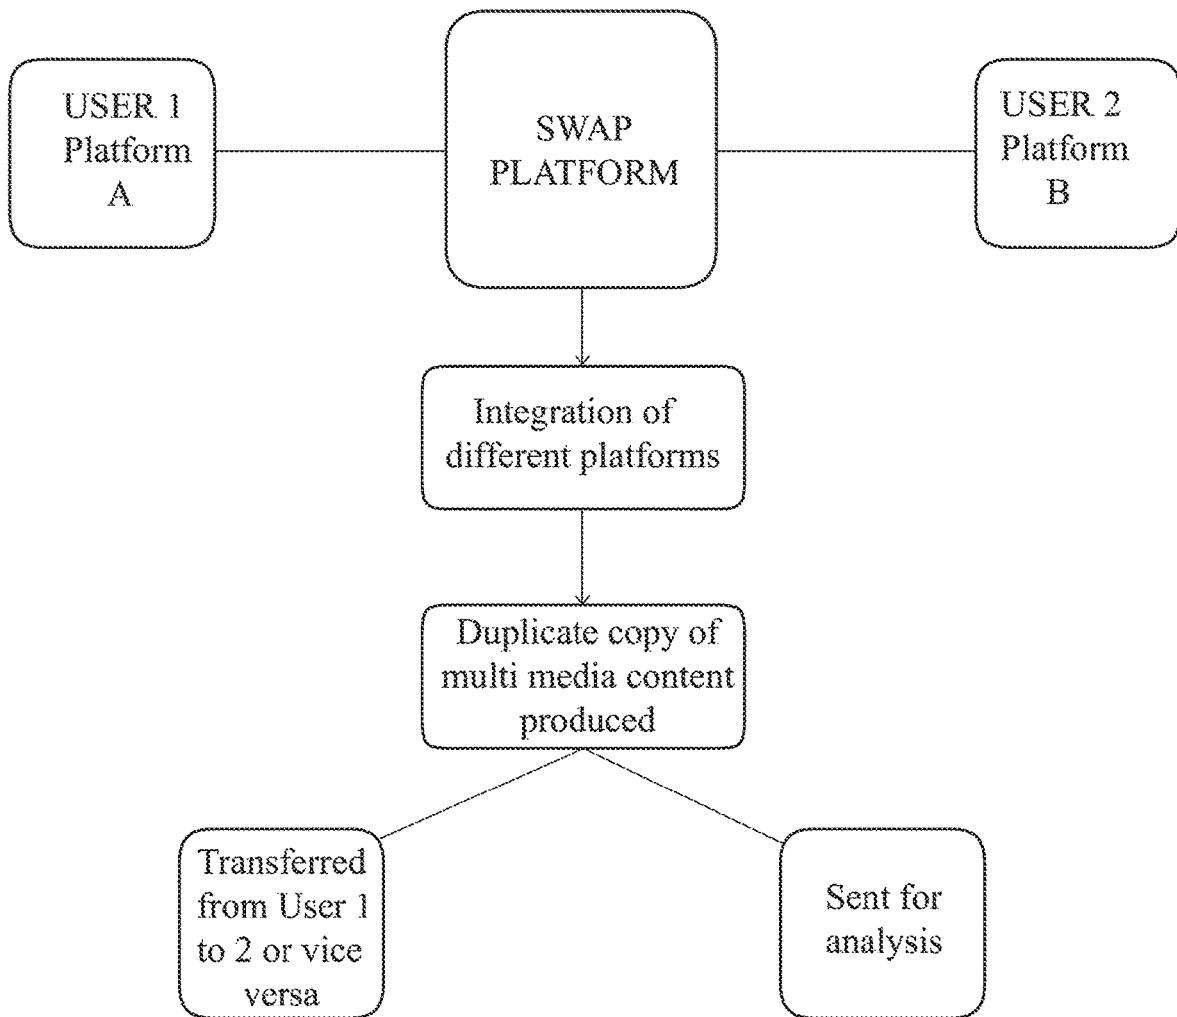 USER 1
Platform
A
SWAP
PLATFORM
USER 2
Platform
B
Integration of
different platforms
Duplicate copy of
multi media content
produced
Transferred
from User 1
to 2 or vice
versa
Sent for
analysis